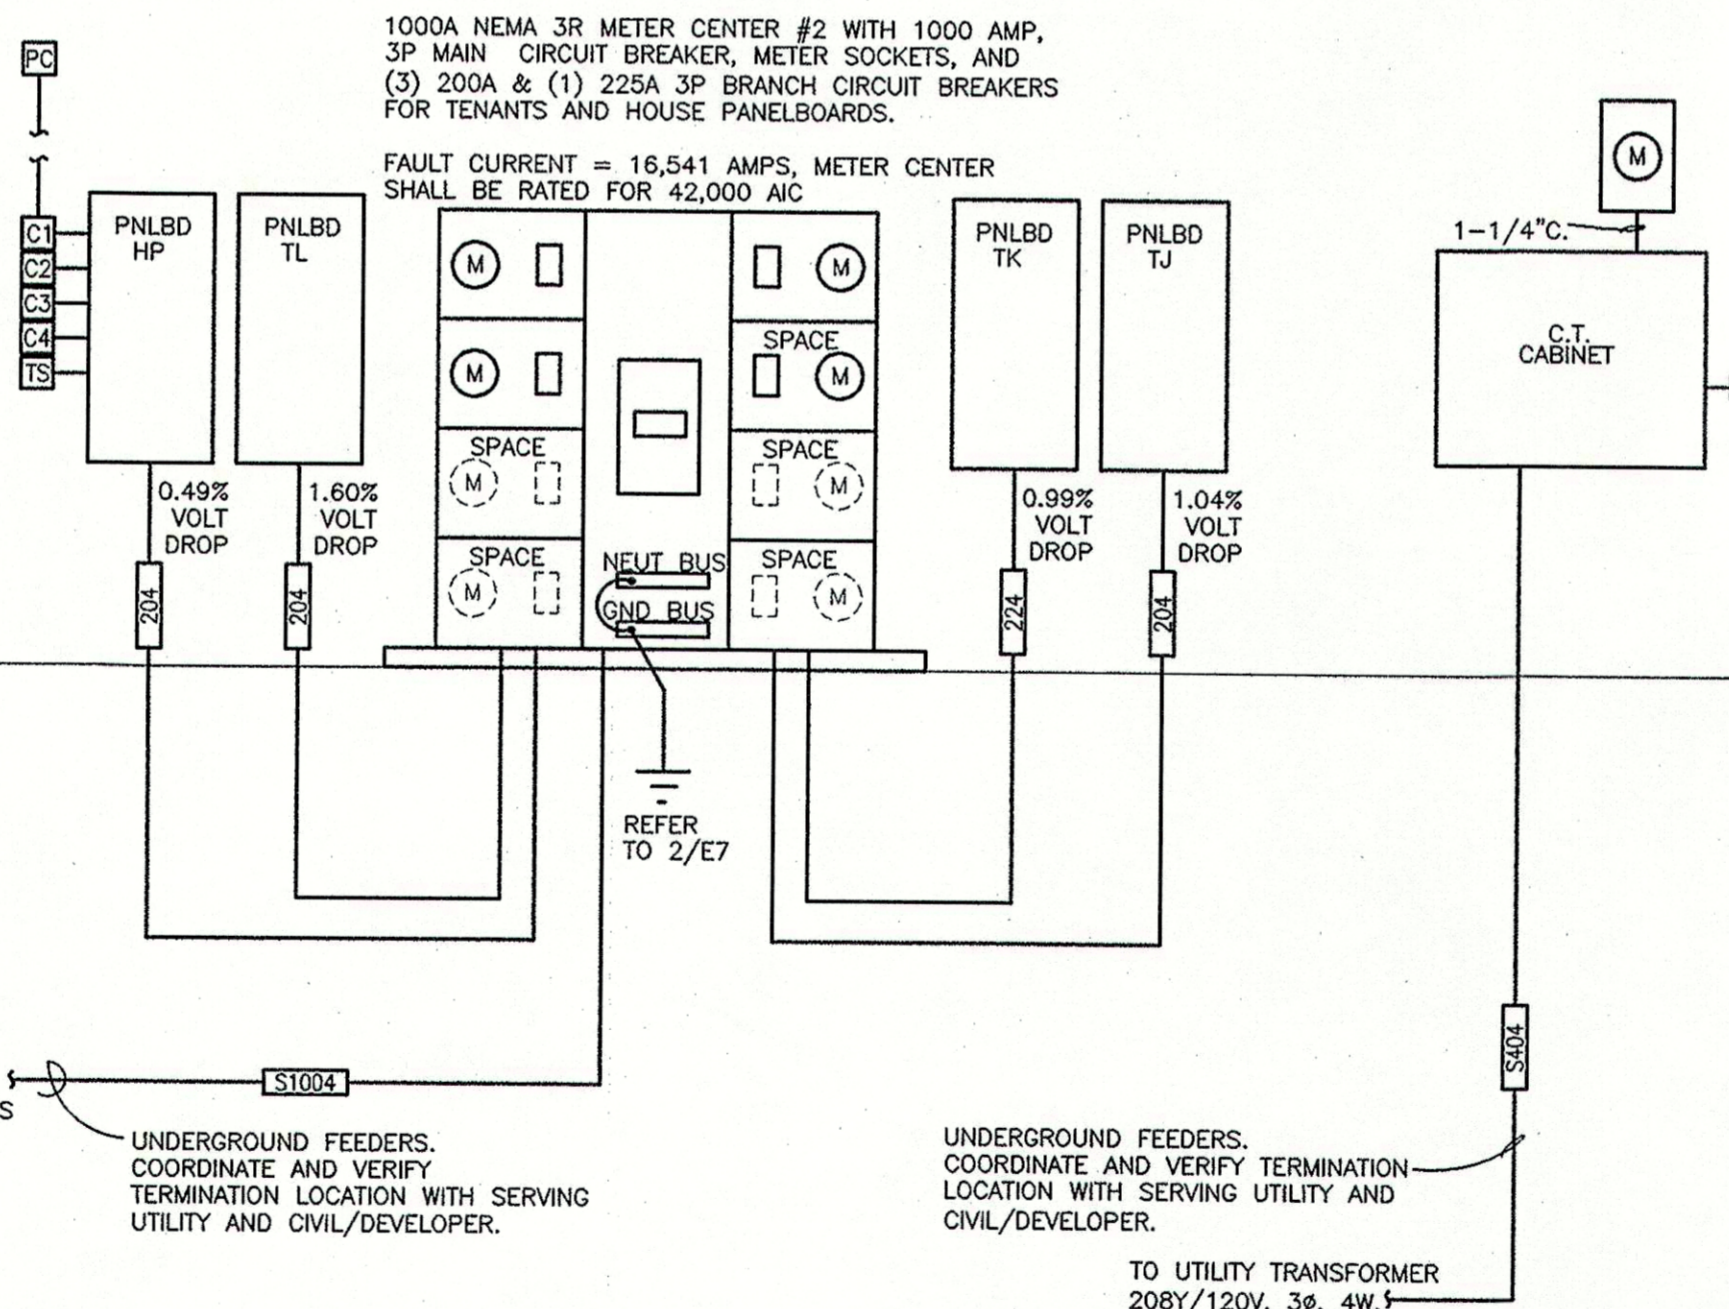 1000A NEMA 3R METER CENTER #2 WITH 1000 AMP,
3P MAIN CIRCUIT BREAKER, METER SOCKETS, AND
(3) 200A & (1) 225A 3P BRANCH CIRCUIT BREAKERS
FOR TENANTS AND HOUSE PANELBOARDS.
FAULT CURRENT = 16,541 AMPS, METER CENTER
SHALL BE RATED FOR 42,000 AIC
PC
C1
C2
C3
C4
TS
PNLBD
HP
PNLBD
TL
M
M
SPACE
M
SPACE
M
M
SPACE
M
SPACE
M
SPACE
M
NEUT BUS
GND BUS
PNLBD
TK
PNLBD
TJ
M
1-1/4"C.
C.T.
CABINET
0.49%
VOLT
DROP
1.60%
VOLT
DROP
0.99%
VOLT
DROP
1.04%
VOLT
DROP
204
204
224
204
REFER
TO 2/E7
S1004
S404
S
UNDERGROUND FEEDERS.
COORDINATE AND VERIFY
TERMINATION LOCATION WITH SERVING
UTILITY AND CIVIL/DEVELOPER.
UNDERGROUND FEEDERS.
COORDINATE AND VERIFY TERMINATION
LOCATION WITH SERVING UTILITY AND
CIVIL/DEVELOPER.
TO UTILITY TRANSFORMER
208Y/120V, 3ø, 4W.